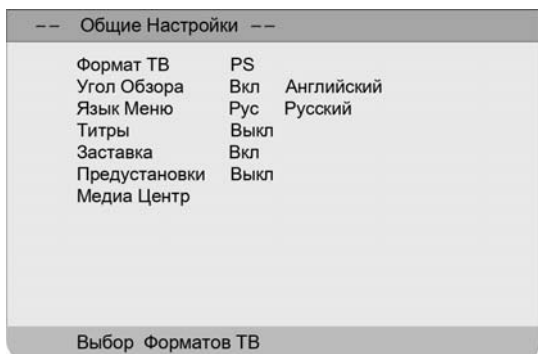 -- Общие Настройки --
Формат ТВ PS
Угол Обзора Вкл Английский
Язык Меню Рус Русский
Титры Выкл
Заставка Вкл
Предустановки Выкл
Медиа Центр
Выбор Форматов ТВ